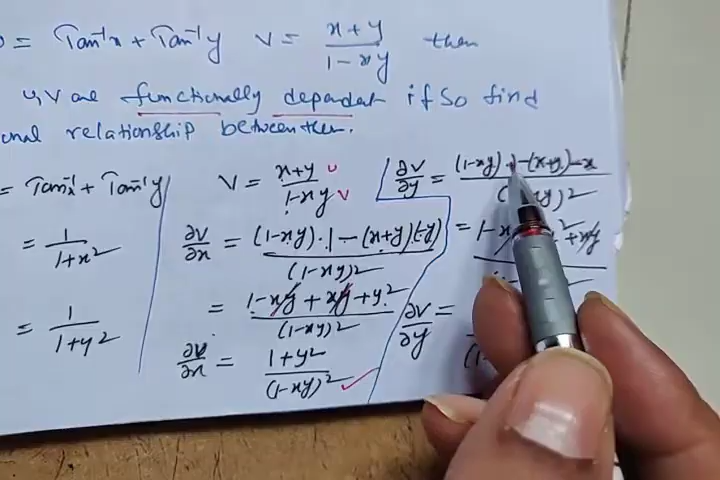 = Tan⁻¹x + Tan⁻¹y V = x+y / 1-xy then
u,v are functionally dependent if so find
relationship between them.
= Tan⁻¹x + Tan⁻¹y
= 1 / 1+x²
= 1 / 1+y²
V = x+y / 1-xy u v
∂v/∂x = (1-xy).1-(x+y)(-y) / (1-xy)²
= 1-xy+xy+y² / (1-xy)²
∂v/∂x = 1+y² / (1-xy)² ✓
∂v/∂y = (1-xy).1-(x+y)-x
= 1-x +xy
∂v/∂y =